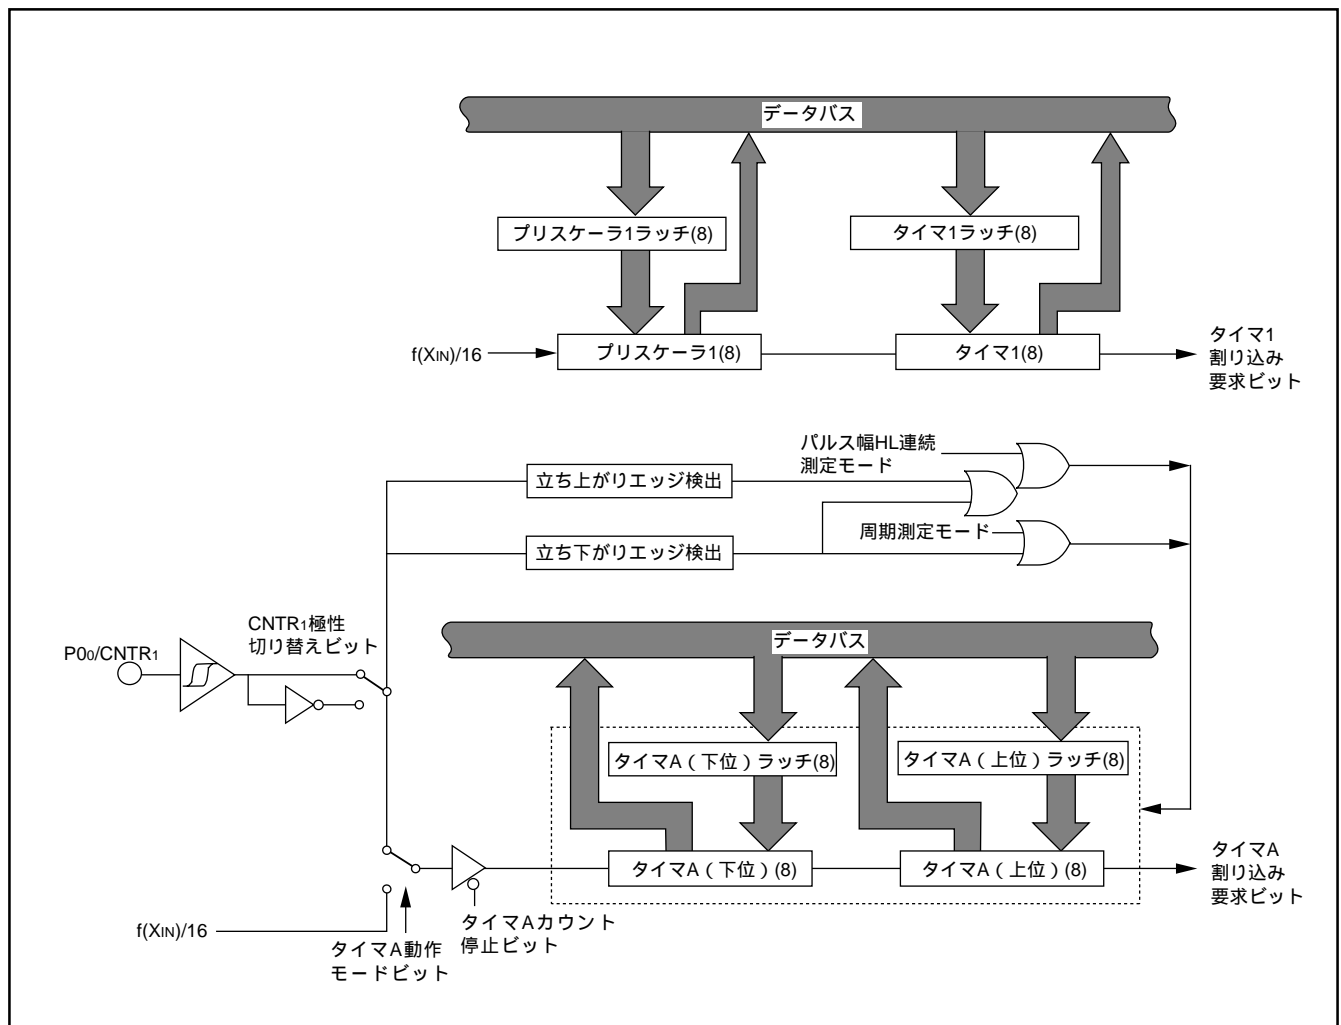 データバス
プリスケーラ1ラッチ(8)
タイマ1ラッチ(8)
f(XIN)/16
プリスケーラ1(8)
タイマ1(8)
タイマ1
割り込み
要求ビット
パルス幅HL連続
測定モード
立ち上がりエッジ検出
周期測定モード
立ち下がりエッジ検出
CNTR1極性
切り替えビット
P00/CNTR1
データバス
タイマA(下位)ラッチ(8)
タイマA(上位)ラッチ(8)
タイマA(下位)(8)
タイマA(上位)(8)
タイマA
割り込み
要求ビット
f(XIN)/16
タイマA動作
モードビット
タイマAカウント
停止ビット